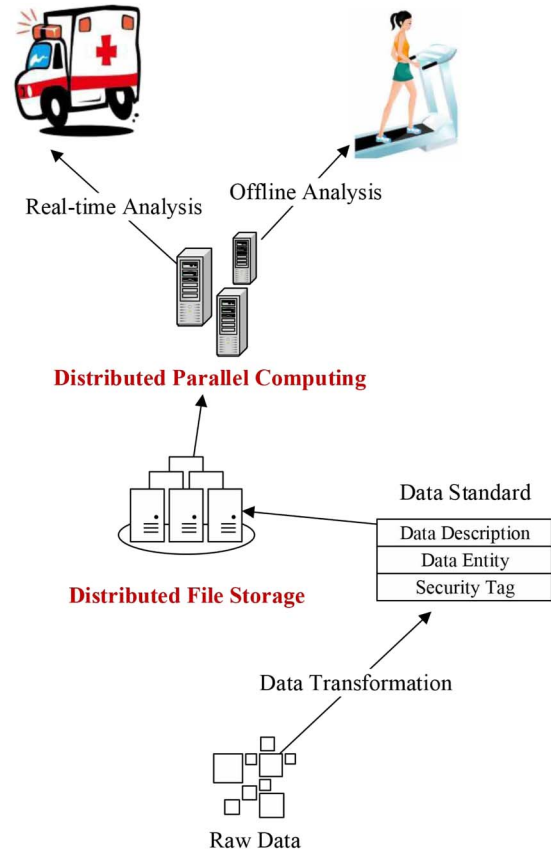 Offline Analysis
Real-time Analysis
Distributed Parallel Computing
Data Standard
Data Description
Data Entity
Security Tag
Distributed File Storage
Data Transformation
Raw Data